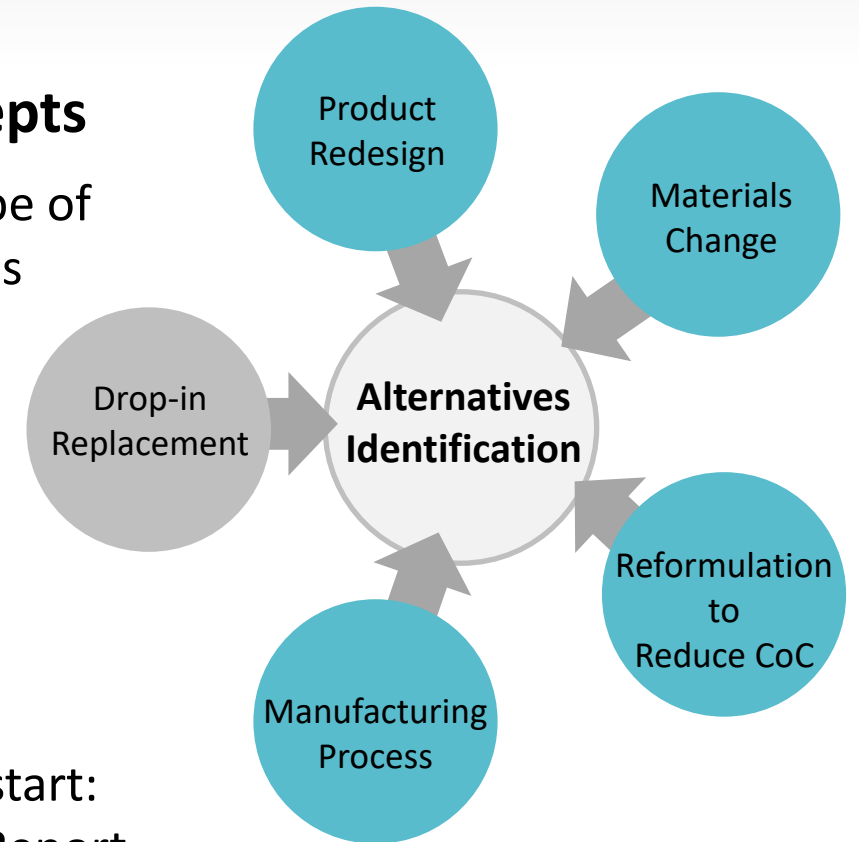 epts
pe of
s
Product
Redesign
Materials
Change
Drop-in
Replacement
Alternatives
Identification
Reformulation
to
Reduce CoC
Manufacturing
Process
start:
Report